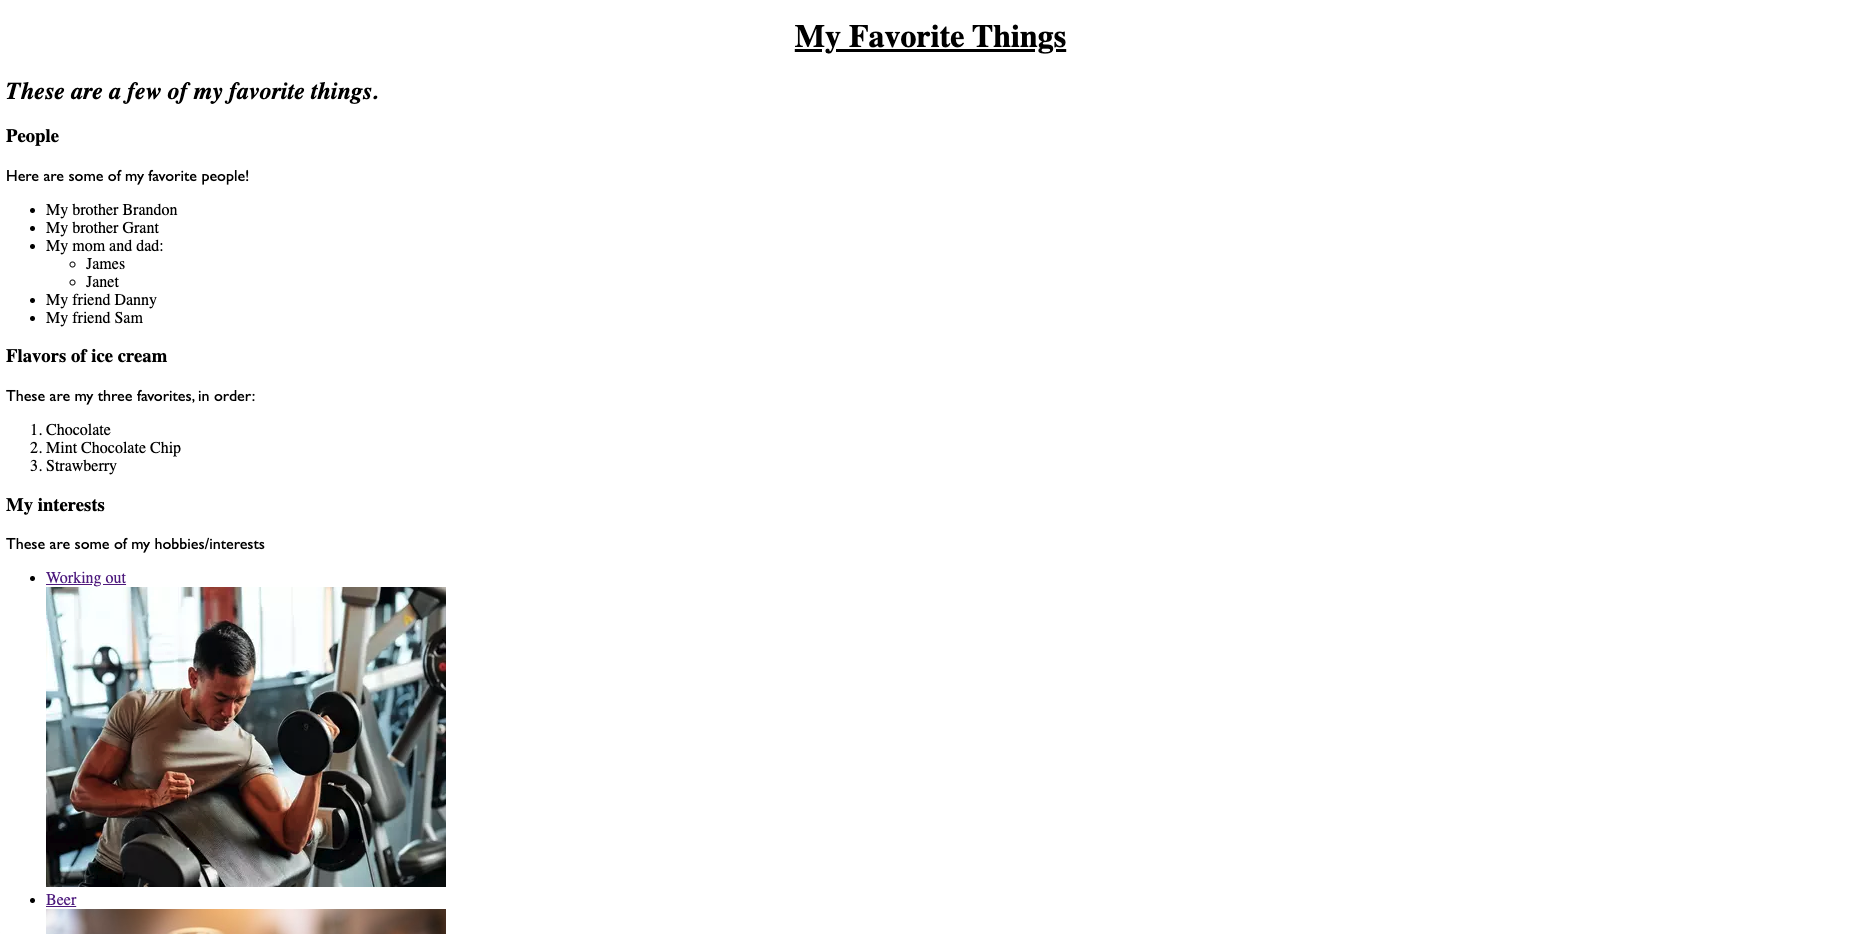 My Favorite Things
These are a few of my favorite things.
People
Here are some of my favorite people!
My brother Brandon
My brother Grant
My mom and dad:
James
Janet
My friend Danny
My friend Sam
Flavors of ice cream
These are my three favorites, in order:
1. Chocolate
2. Mint Chocolate Chip
3. Strawberry
My interests
These are some of my hobbies/interests
Working out
Beer